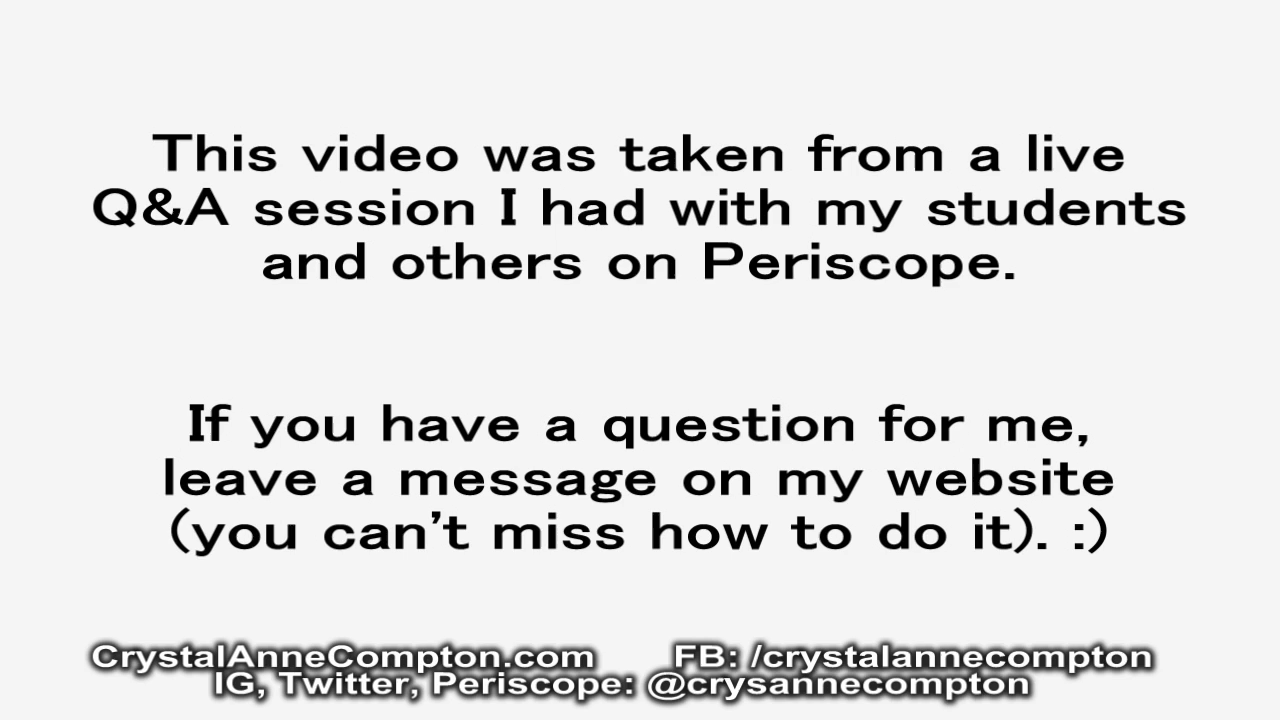 This video was taken from a live
Q&A session I had with my students
and others on Periscope.
If you have a question for me,
leave a message on my website
(you can't miss how to do it). :)
CrystalAnneCompton.com FB: /crystalannecompton
IG, Twitter, Periscope: @crysannecompton